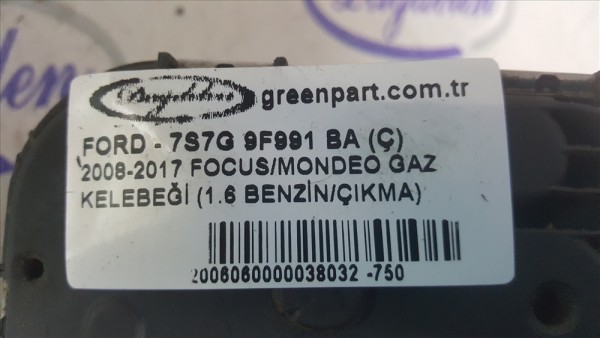 greenpart.com.tr
FORD - 7S7G 9F991 BA (Ç)
2008-2017 FOCUS/MONDEO GAZ
KELEBEĞİ (1.6 BENZİN/ÇIKMA)
2006060000038032 -750